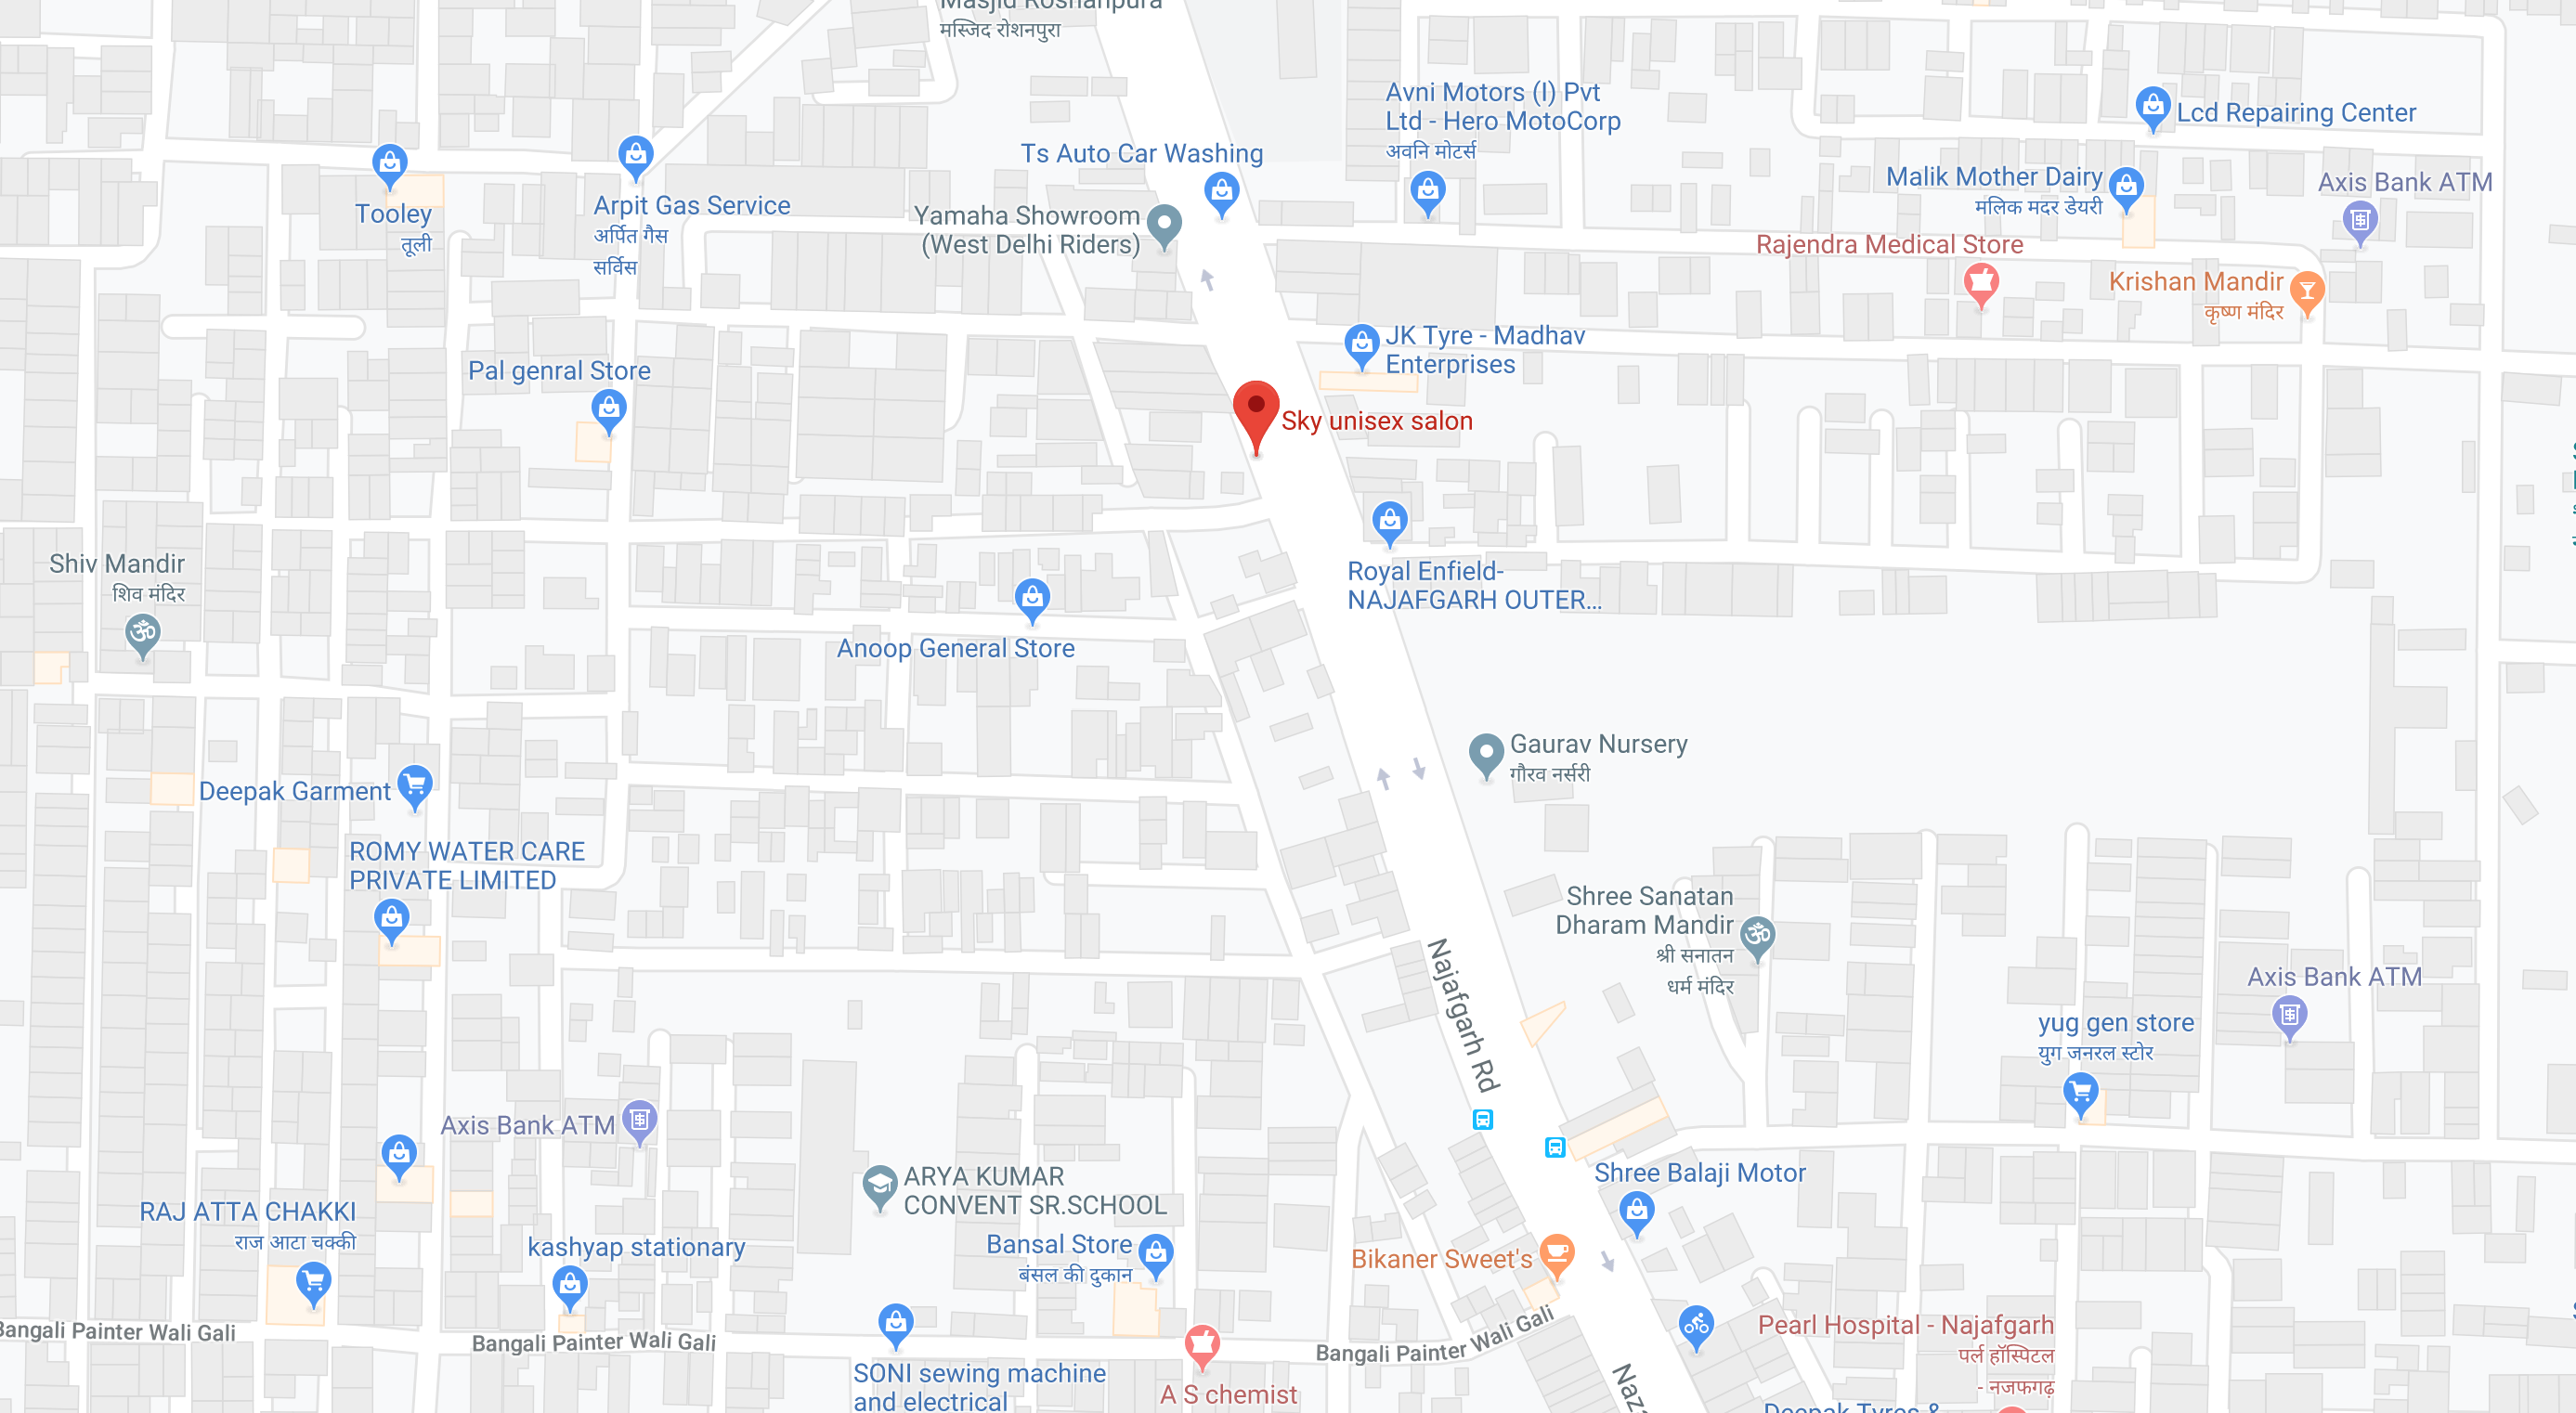 Masjid Roshanpura
मस्जिद रोशनपुरा
Avni Motors (I) Pvt
Ltd - Hero MotoCorp
अवनि मोटर्स
Lcd Repairing Center
Ts Auto Car Washing
Malik Mother Dairy
मलिक मदर डेयरी
Axis Bank ATM
Tooley
तूली
Arpit Gas Service
अर्पित गैस
सर्विस
Yamaha Showroom
(West Delhi Riders)
Rajendra Medical Store
Krishan Mandir
कृष्ण मंदिर
JK Tyre - Madhav
Enterprises
Pal genral Store
Sky unisex salon
Shiv Mandir
शिव मंदिर
Royal Enfield-
NAJAFGARH OUTER...
Anoop General Store
Gaurav Nursery
गौरव नर्सरी
Deepak Garment
ROMY WATER CARE
PRIVATE LIMITED
Shree Sanatan
Dharam Mandir
श्री सनातन
धर्म मंदिर
Najafgarh Rd
Axis Bank ATM
yug gen store
युग जनरल स्टोर
Axis Bank ATM
ARYA KUMAR
CONVENT SR.SCHOOL
Shree Balaji Motor
RAJ ATTA CHAKKI
राज आटा चक्की
kashyap stationary
Bansal Store
बंसल की दुकान
Bikaner Sweet's
Bangali Painter Wali Gali
Bangali Painter Wali Gali
Bangali Painter Wali Gali
Pearl Hospital - Najafgarh
पर्ल हॉस्पिटल
- नजफगढ़
SONI sewing machine
and electrical
A S chemist
Deepak Tyres &